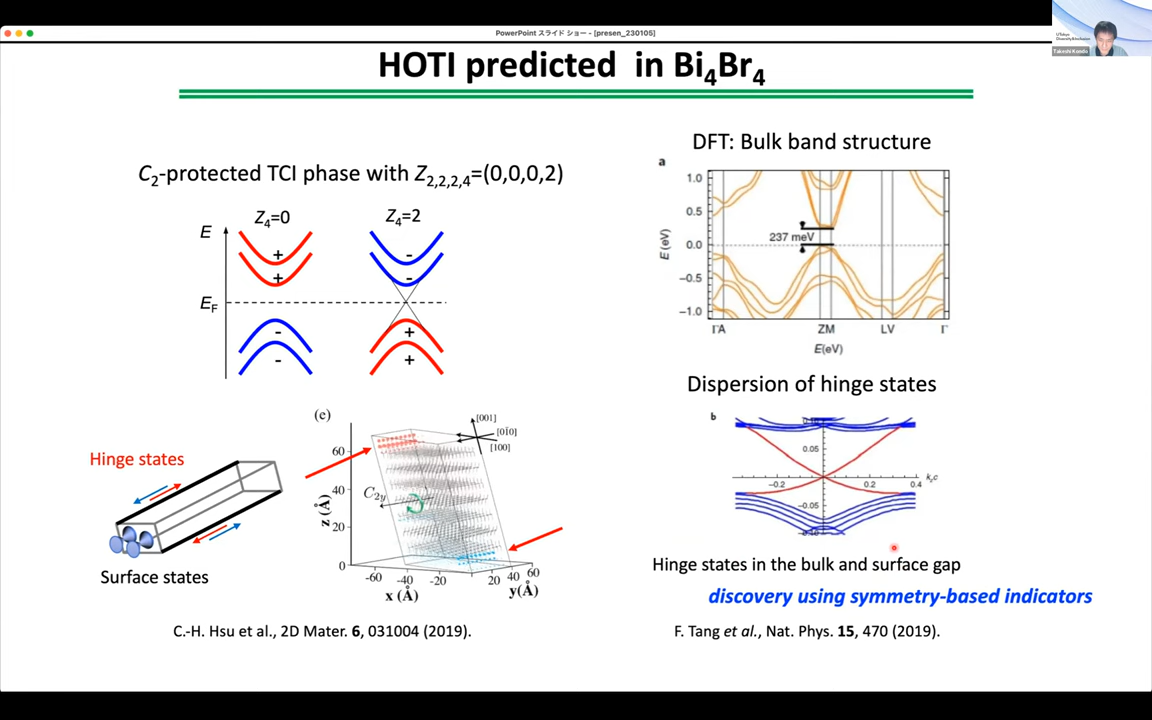 PowerPoint スライド ショー - [presen_230105]
Takeshi Kondo
HOTI predicted in Bi4Br4
C2-protected TCI phase with Z2,2,2,4=(0,0,0,2)
Z4=0
Z4=2
E
EF
+
+
-
-
-
-
+
+
DFT: Bulk band structure
a
E(eV)
1.0
0.5
0.0
−0.5
−1.0
237 meV
ΓA
ZM
LV
Γ
E(eV)
Dispersion of hinge states
b
0.05
−0.05
−0.2
0.2
0.4
Hinge states in the bulk and surface gap
discovery using symmetry-based indicators
F. Tang et al., Nat. Phys. 15, 470 (2019).
Hinge states
Surface states
(e)
[001]
[0ī0]
[100]
C2y
z (Å)
60
40
20
0
-60
-40
-20
x (Å)
20
40
60
y(Å)
C.-H. Hsu et al., 2D Mater. 6, 031004 (2019).